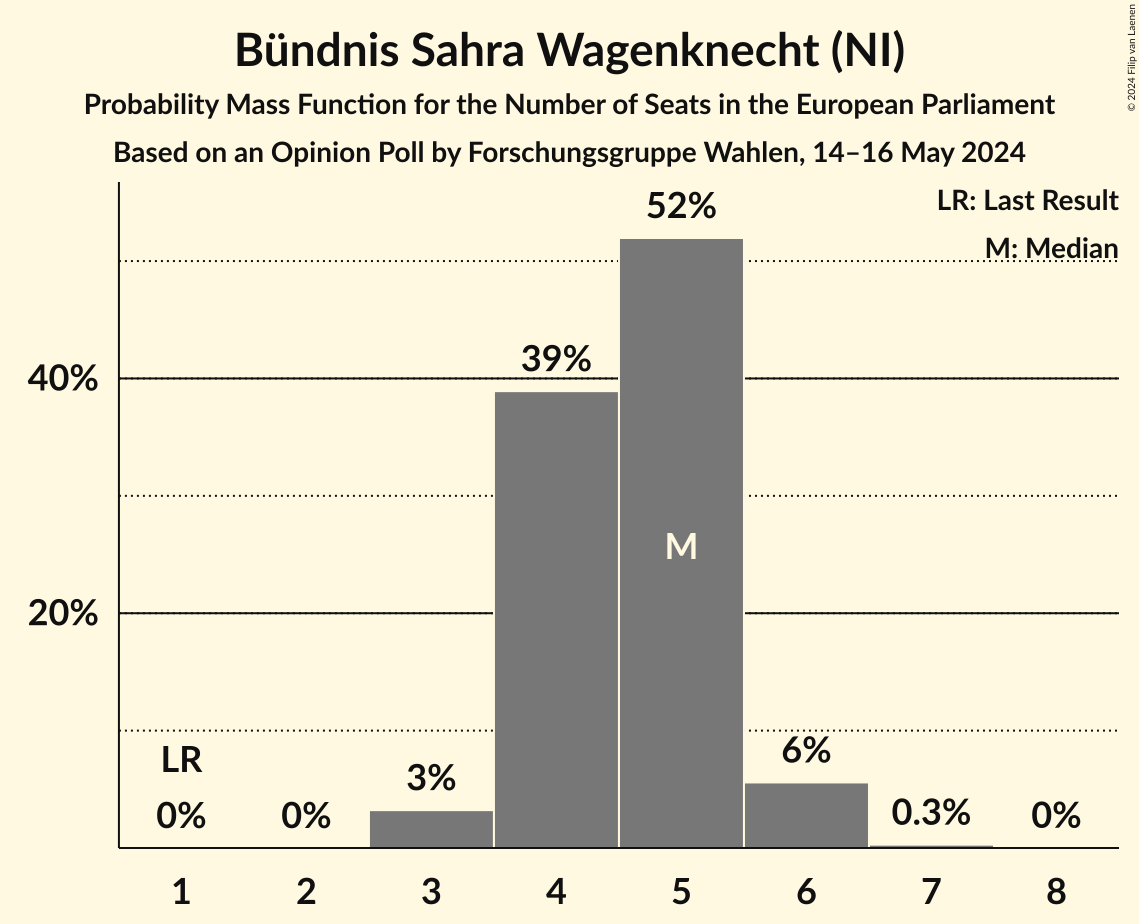 Bündnis Sahra Wagenknecht (NI)
Probability Mass Function for the Number of Seats in the European Parliament
Based on an Opinion Poll by Forschungsgruppe Wahlen, 14–16 May 2024
© 2024 Filip van Laenen
LR: Last Result
M: Median
52%
39%
40%
M
20%
LR
0%
0%
3%
6%
0.3%
0%
1 2 3 4 5 6 7 8